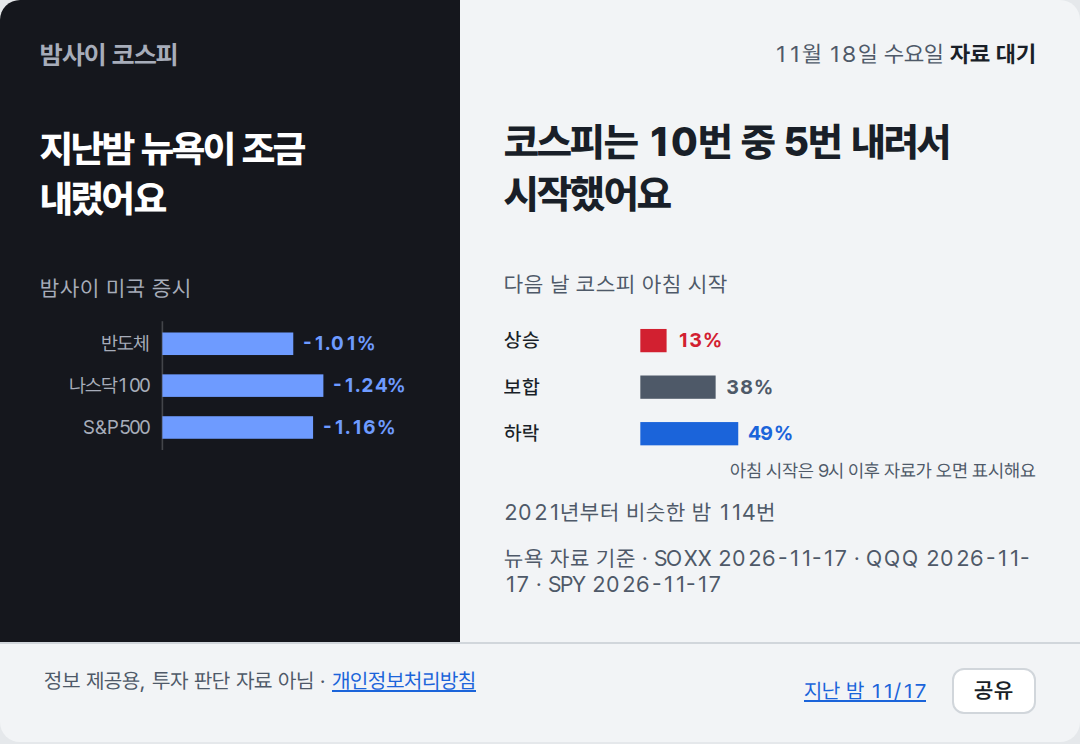 밤사이 코스피
지난밤 뉴욕이 조금
내렸어요
밤사이 미국 증시
반도체 -1.01%
나스닥100 -1.24%
S&P500 -1.16%
11월 18일 수요일 자료 대기
코스피는 10번 중 5번 내려서
시작했어요
다음 날 코스피 아침 시작
상승 13%
보합 38%
하락 49%
아침 시작은 9시 이후 자료가 오면 표시해요
2021년부터 비슷한 밤 114번
뉴욕 자료 기준 · SOXX 2026-11-17 · QQQ 2026-11-
17 · SPY 2026-11-17
정보 제공용, 투자 판단 자료 아님 · 개인정보처리방침
지난 밤 11/17
공유